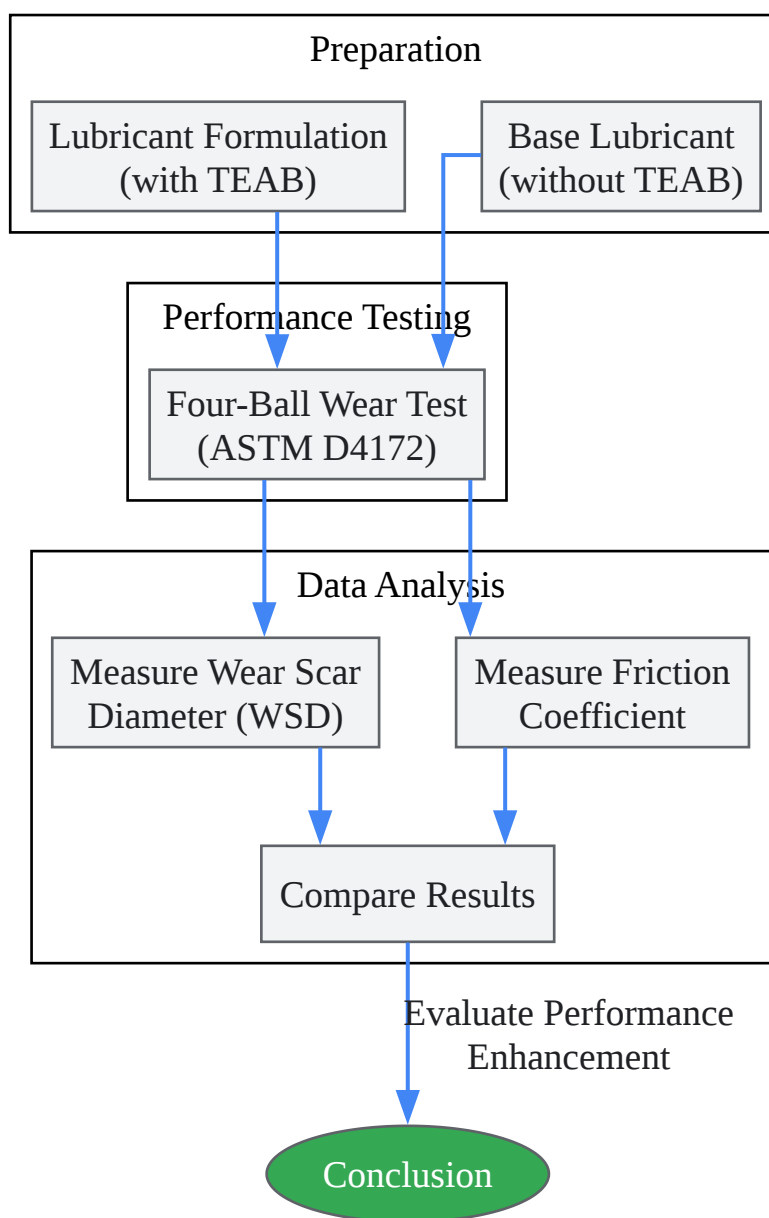 Preparation
Lubricant Formulation
(with TEAB)
Base Lubricant
(without TEAB)
Performance Testing
Four-Ball Wear Test
(ASTM D4172)
Data Analysis
Measure Wear Scar
Diameter (WSD)
Measure Friction
Coefficient
Compare Results
Evaluate Performance
Enhancement
Conclusion